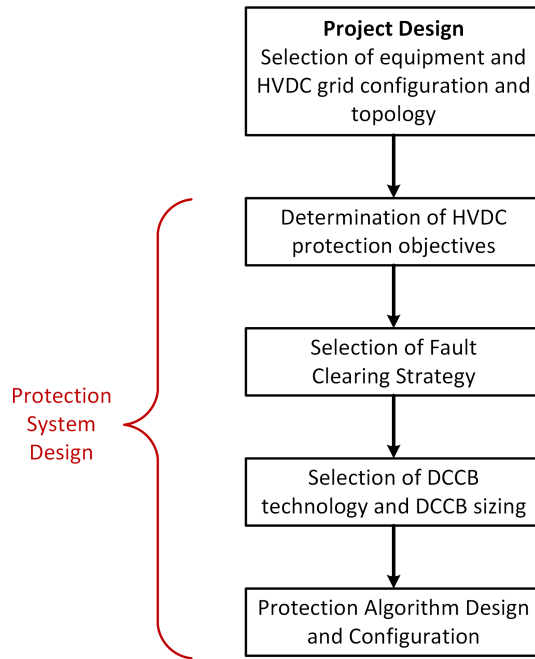 Project Design
Selection of equipment and
HVDC grid configuration and
topology
Determination of HVDC
protection objectives
Selection of Fault
Clearing Strategy
Protection
System
Design
Selection of DCCB
technology and DCCB sizing
Protection Algorithm Design
and Configuration